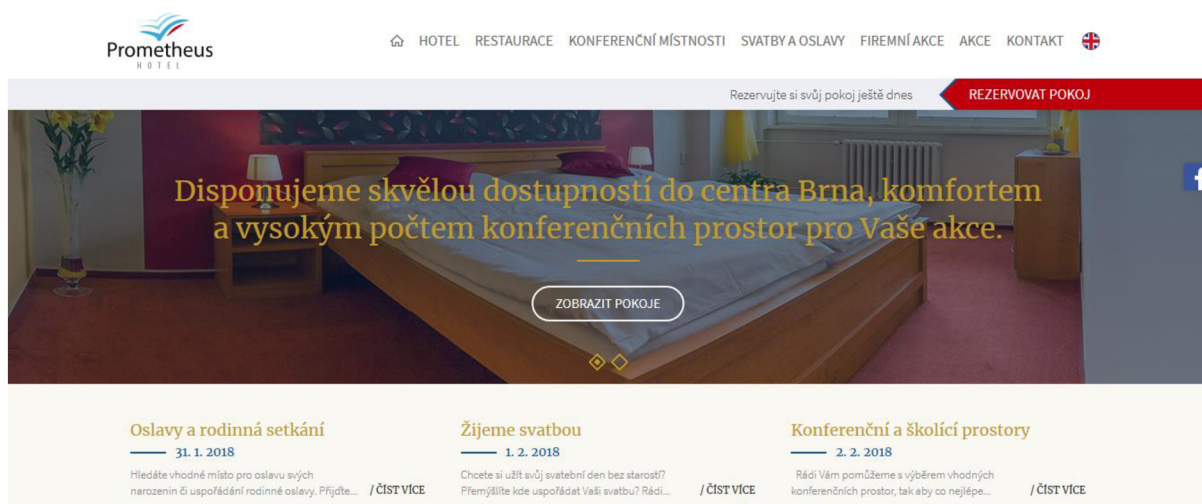 Prometheus
HOTEL
HOTEL RESTAURACE KONFERENČNÍ MÍSTNOSTI SVATBY A OSLAVY FIREMNÍ AKCE AKCE KONTAKT
Rezervujte si svůj pokoj ještě dnes REZERVOVAT POKOJ
Disponujeme skvělou dostupností do centra Brna, komfortem
a vysokým počtem konferenčních prostor pro Vaše akce.
ZOBRAZIT POKOJE
Oslavy a rodinná setkání
31. 1. 2018
Hledáte vhodné místo pro oslavu svých
narozenin či uspořádání rodinné oslavy. Přijďte... / ČÍST VÍCE
Žijeme svatbou
1. 2. 2018
Chcete si užít svůj svatební den bez starostí?
Přemýšlíte kde uspořádat Vaši svatbu? Rádi... / ČÍST VÍCE
Konferenční a školící prostory
2. 2. 2018
Rádi Vám pomůžeme s výběrem vhodných
konferenčních prostor, tak aby co nejlépe... / ČÍST VÍCE